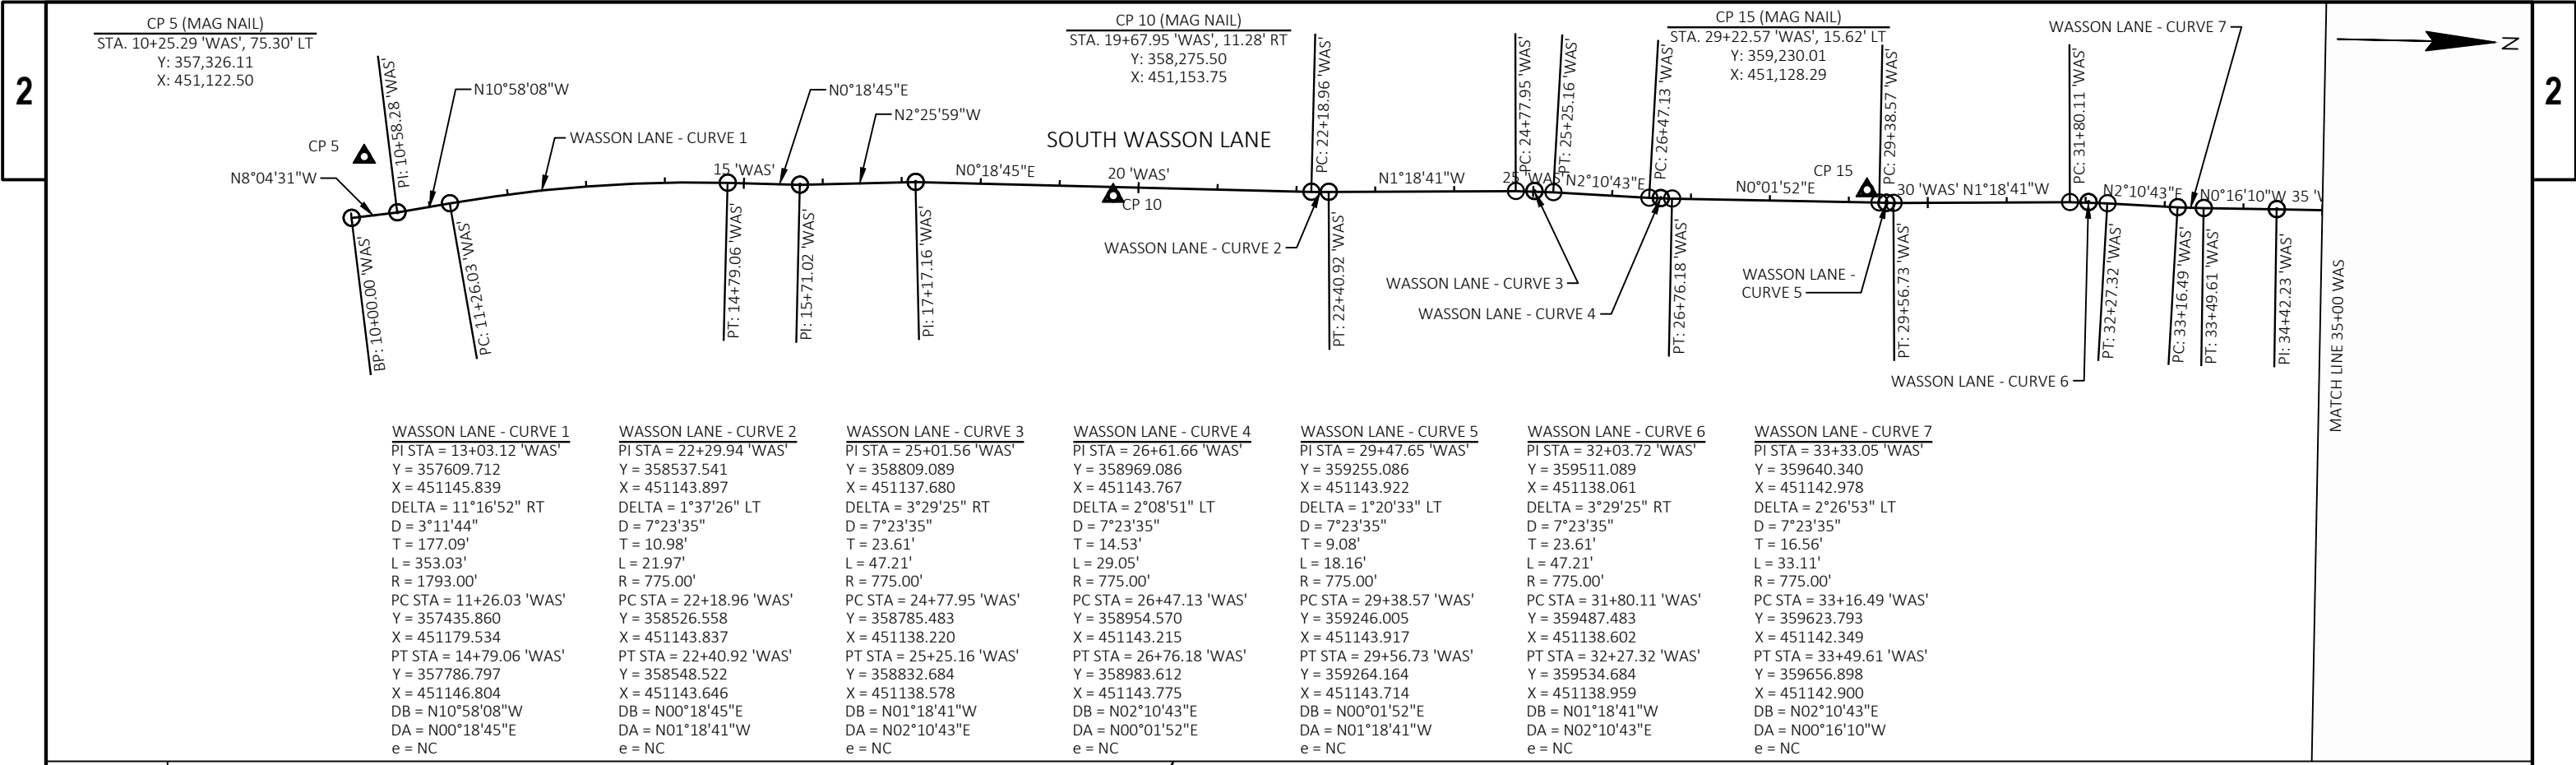 2
CP 5 (MAG NAIL)
STA. 10+25.29 'WAS', 75.30' LT
Y: 357,326.11
X: 451,122.50
CP 10 (MAG NAIL)
STA. 19+67.95 'WAS', 11.28' RT
Y: 358,275.50
X: 451,153.75
CP 15 (MAG NAIL)
STA. 29+22.57 'WAS', 15.62' LT
Y: 359,230.01
X: 451,128.29
WASSON LANE - CURVE 7
N
2
CP 5
N8°04'31"W
PI: 10+58.28 'WAS'
N10°58'08"W
WASSON LANE - CURVE 1
15 'WAS'
N0°18'45"E
N2°25'59"W
N0°18'45"E
SOUTH WASSON LANE
20 'WAS'
CP 10
PC: 22+18.96 'WAS'
N1°18'41"W
PC: 24+77.95 'WAS'
25 'WAS'
PT: 25+25.16 'WAS'
N2°10'43"E
PC: 26+47.13 'WAS'
N0°01'52"E
CP 15
PC: 29+38.57 'WAS'
30 'WAS'
N1°18'41"W
PC: 31+80.11 'WAS'
N2°10'43"E
N0°16'10"W
35 'W
BP: 10+00.00 'WAS'
PC: 11+26.03 'WAS'
PT: 14+79.06 'WAS'
PI: 15+71.02 'WAS'
PI: 17+17.16 'WAS'
WASSON LANE - CURVE 2
PT: 22+40.92 'WAS'
WASSON LANE - CURVE 3
WASSON LANE - CURVE 4
PT: 26+76.18 'WAS'
WASSON LANE -
CURVE 5
PT: 29+56.73 'WAS'
WASSON LANE - CURVE 6
PT: 32+27.32 'WAS'
PC: 33+16.49 'WAS'
PT: 33+49.61 'WAS'
PI: 34+42.23 'WAS'
MATCH LINE 35+00 WAS
WASSON LANE - CURVE 1
PI STA = 13+03.12 'WAS'
Y = 357609.712
X = 451145.839
DELTA = 11°16'52" RT
D = 3°11'44"
T = 177.09'
L = 353.03'
R = 1793.00'
PC STA = 11+26.03 'WAS'
Y = 357435.860
X = 451179.534
PT STA = 14+79.06 'WAS'
Y = 357786.797
X = 451146.804
DB = N10°58'08"W
DA = N00°18'45"E
e = NC
WASSON LANE - CURVE 2
PI STA = 22+29.94 'WAS'
Y = 358537.541
X = 451143.897
DELTA = 1°37'26" LT
D = 7°23'35"
T = 10.98'
L = 21.97'
R = 775.00'
PC STA = 22+18.96 'WAS'
Y = 358526.558
X = 451143.837
PT STA = 22+40.92 'WAS'
Y = 358548.522
X = 451143.646
DB = N00°18'45"E
DA = N01°18'41"W
e = NC
WASSON LANE - CURVE 3
PI STA = 25+01.56 'WAS'
Y = 358809.089
X = 451137.680
DELTA = 3°29'25" RT
D = 7°23'35"
T = 23.61'
L = 47.21'
R = 775.00'
PC STA = 24+77.95 'WAS'
Y = 358785.483
X = 451138.220
PT STA = 25+25.16 'WAS'
Y = 358832.684
X = 451138.578
DB = N01°18'41"W
DA = N02°10'43"E
e = NC
WASSON LANE - CURVE 4
PI STA = 26+61.66 'WAS'
Y = 358969.086
X = 451143.767
DELTA = 2°08'51" LT
D = 7°23'35"
T = 14.53'
L = 29.05'
R = 775.00'
PC STA = 26+47.13 'WAS'
Y = 358954.570
X = 451143.215
PT STA = 26+76.18 'WAS'
Y = 358983.612
X = 451143.775
DB = N02°10'43"E
DA = N00°01'52"E
e = NC
WASSON LANE - CURVE 5
PI STA = 29+47.65 'WAS'
Y = 359255.086
X = 451143.922
DELTA = 1°20'33" LT
D = 7°23'35"
T = 9.08'
L = 18.16'
R = 775.00'
PC STA = 29+38.57 'WAS'
Y = 359246.005
X = 451143.917
PT STA = 29+56.73 'WAS'
Y = 359264.164
X = 451143.714
DB = N00°01'52"E
DA = N01°18'41"W
e = NC
WASSON LANE - CURVE 6
PI STA = 32+03.72 'WAS'
Y = 359511.089
X = 451138.061
DELTA = 3°29'25" RT
D = 7°23'35"
T = 23.61'
L = 47.21'
R = 775.00'
PC STA = 31+80.11 'WAS'
Y = 359487.483
X = 451138.602
PT STA = 32+27.32 'WAS'
Y = 359534.684
X = 451138.959
DB = N01°18'41"W
DA = N02°10'43"E
e = NC
WASSON LANE - CURVE 7
PI STA = 33+33.05 'WAS'
Y = 359640.340
X = 451142.978
DELTA = 2°26'53" LT
D = 7°23'35"
T = 16.56'
L = 33.11'
R = 775.00'
PC STA = 33+16.49 'WAS'
Y = 359623.793
X = 451142.349
PT STA = 33+49.61 'WAS'
Y = 359656.898
X = 451142.900
DB = N02°10'43"E
DA = N00°16'10"W
e = NC